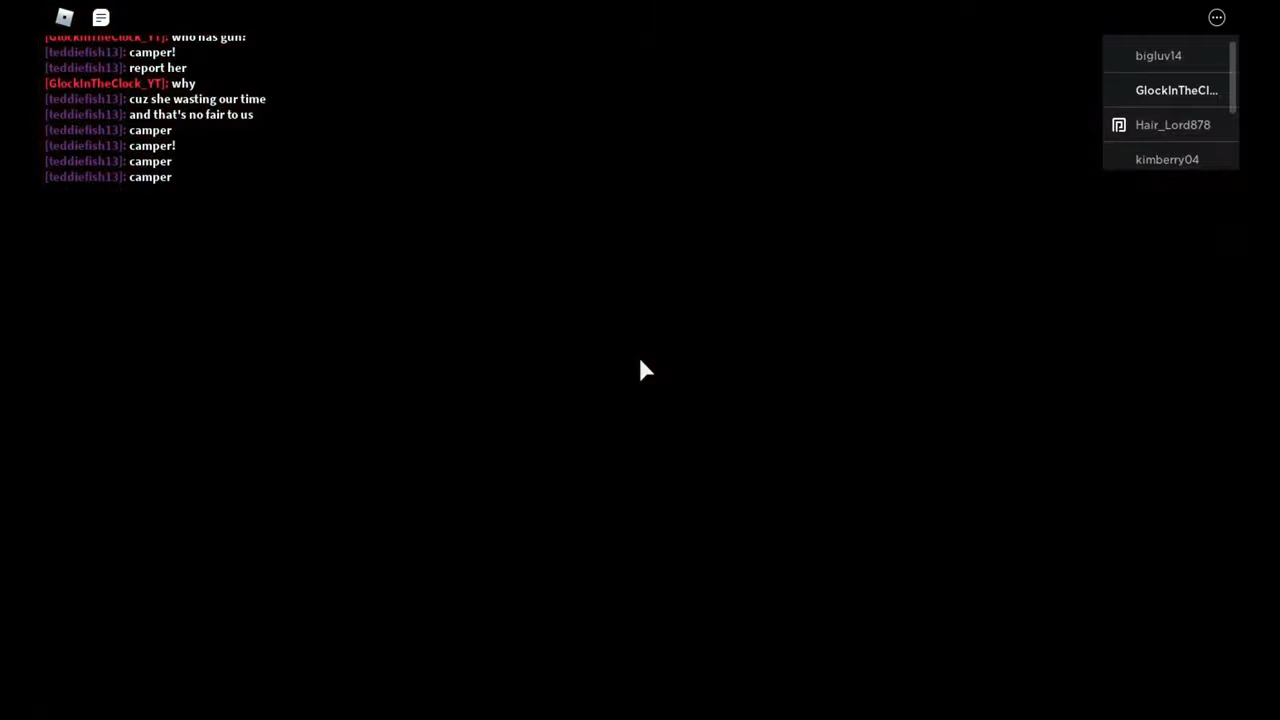 [GlockInTheClock_YT]: who has gun?
[teddiefish13]: camper!
[teddiefish13]: report her
[GlockInTheClock_YT]: why
[teddiefish13]: cuz she wasting our time
[teddiefish13]: and that's no fair to us
[teddiefish13]: camper
[teddiefish13]: camper!
[teddiefish13]: camper
[teddiefish13]: camper
bigluv14
GlockInTheCl...
Hair_Lord878
kimberry04